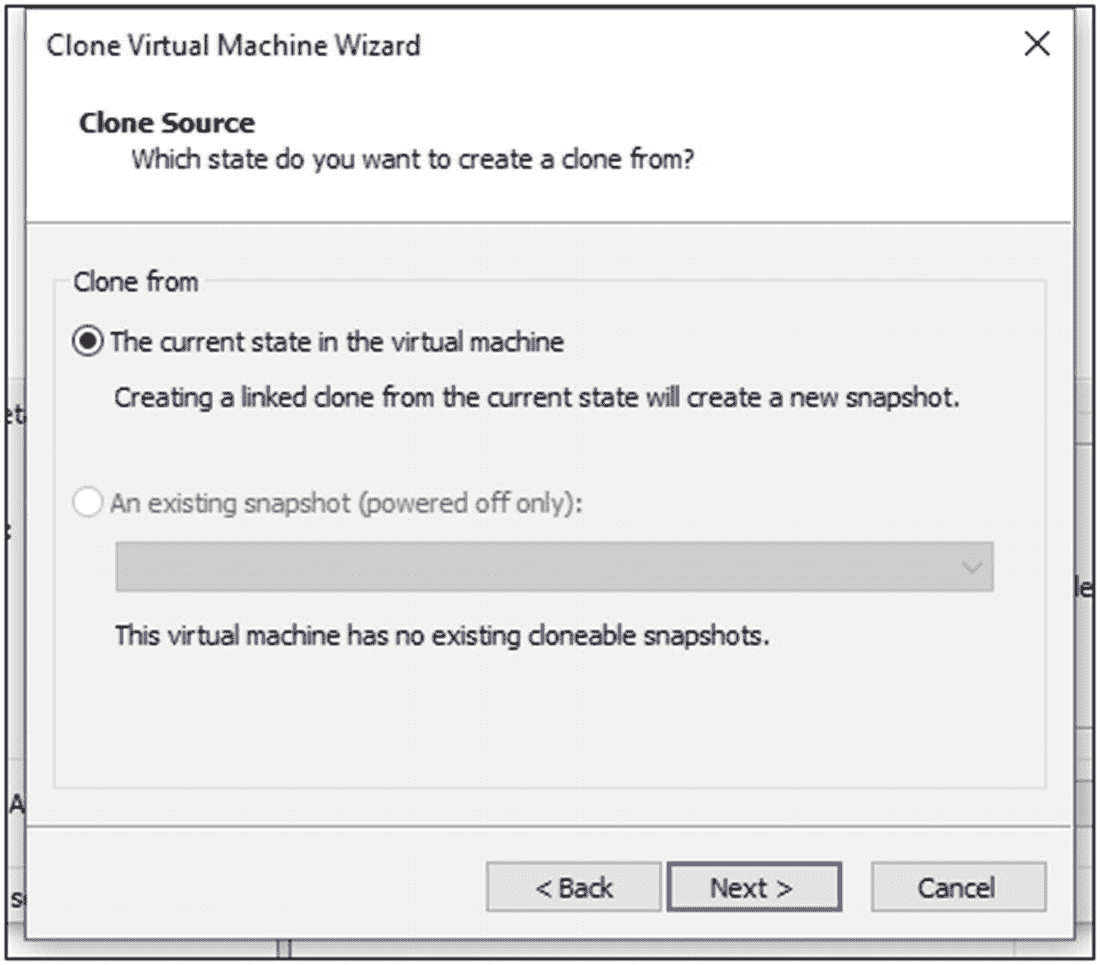 Clone Virtual Machine Wizard
Clone Source
Which state do you want to create a clone from?
Clone from
The current state in the virtual machine
Creating a linked clone from the current state will create a new snapshot.
An existing snapshot (powered off only):
This virtual machine has no existing cloneable snapshots.
< Back
Next >
Cancel